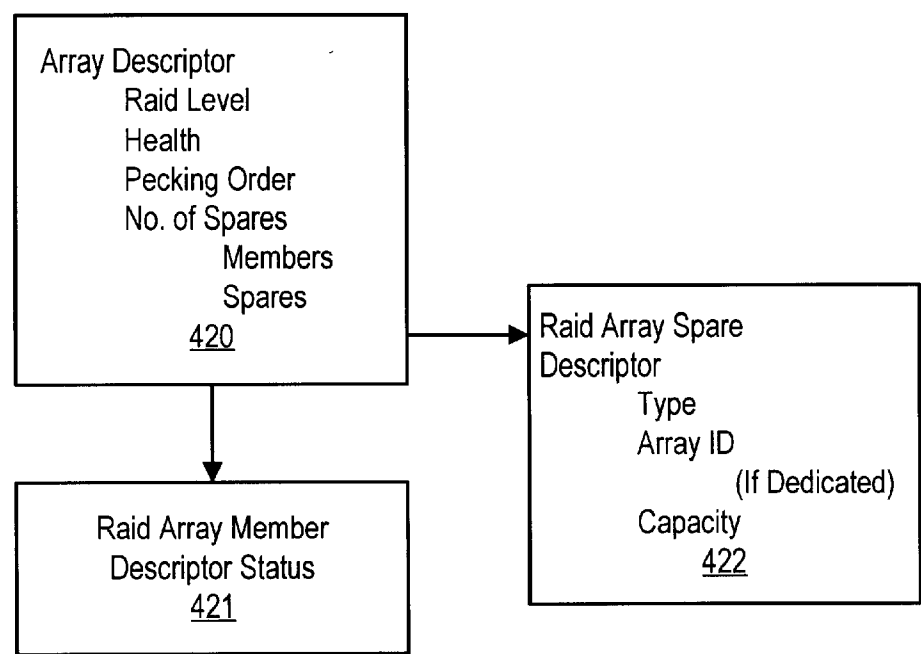 Array Descriptor
Raid Level
Health
Pecking Order
No. of Spares
Members
Spares
420
Raid Array Spare
Descriptor
Type
Array ID
(If Dedicated)
Capacity
422
Raid Array Member
Descriptor Status
421